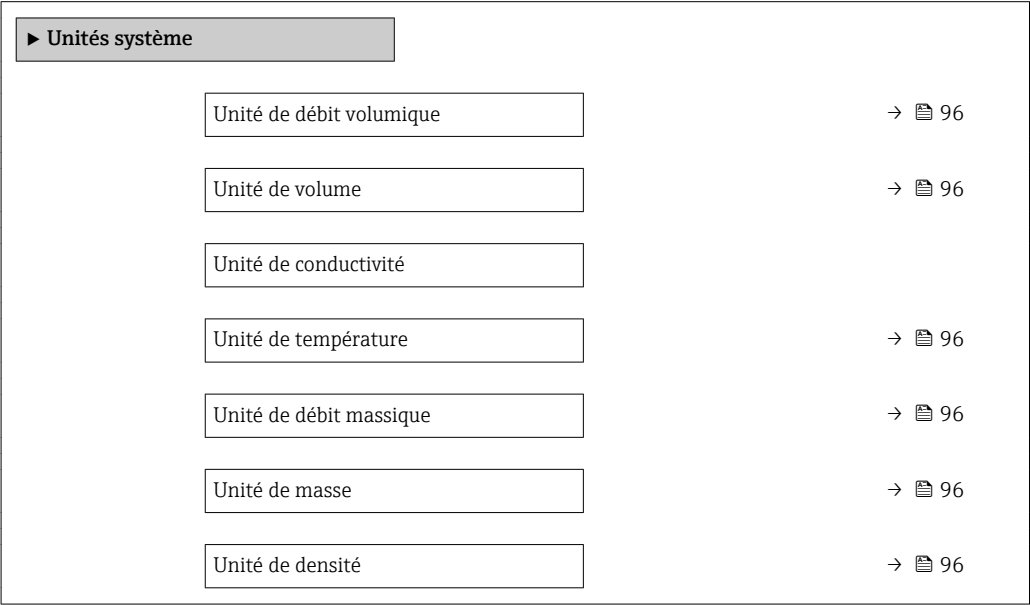 ► Unités système
Unité de débit volumique → 96
Unité de volume → 96
Unité de conductivité
Unité de température → 96
Unité de débit massique → 96
Unité de masse → 96
Unité de densité → 96